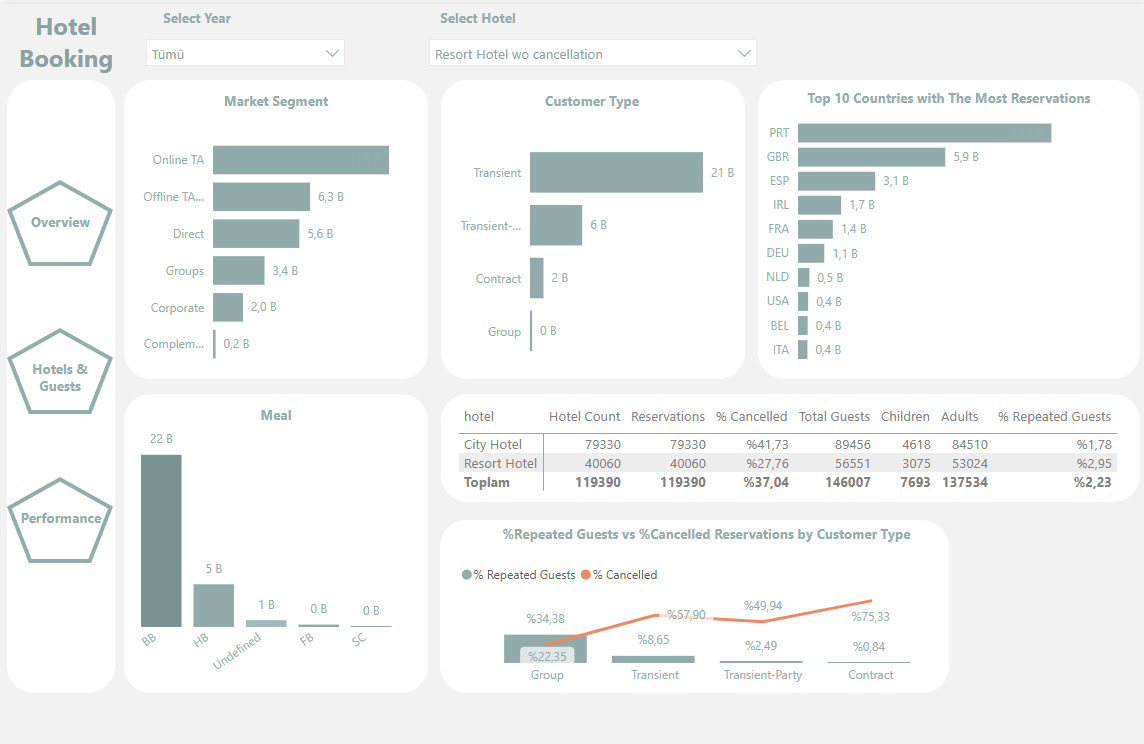 Hotel
Booking
Select Year
Tümü
Select Hotel
Resort Hotel wo cancellation
Overview
Hotels &
Guests
Performance
Market Segment
Online TA
Offline TA... 6,3 B
Direct 5,6 B
Groups 3,4 B
Corporate 2,0 B
Complem... 0,2 B
Customer Type
Transient 21 B
Transient-... 6 B
Contract 2 B
Group 0 B
Top 10 Countries with The Most Reservations
PRT
GBR 5,9 B
ESP 3,1 B
IRL 1,7 B
FRA 1,4 B
DEU 1,1 B
NLD 0,5 B
USA 0,4 B
BEL 0,4 B
ITA 0,4 B
Meal
22 B
5 B
1 B
0 B
0 B
BB
HB
Undefined
FB
SC
hotel Hotel Count Reservations % Cancelled Total Guests Children Adults % Repeated Guests
City Hotel 79330 79330 %41,73 89456 4618 84510 %1,78
Resort Hotel 40060 40060 %27,76 56551 3075 53024 %2,95
Toplam 119390 119390 %37,04 146007 7693 137534 %2,23
%Repeated Guests vs %Cancelled Reservations by Customer Type
% Repeated Guests % Cancelled
%34,38 %57,90 %49,94 %75,33
%22,35 %8,65 %2,49 %0,84
Group Transient Transient-Party Contract